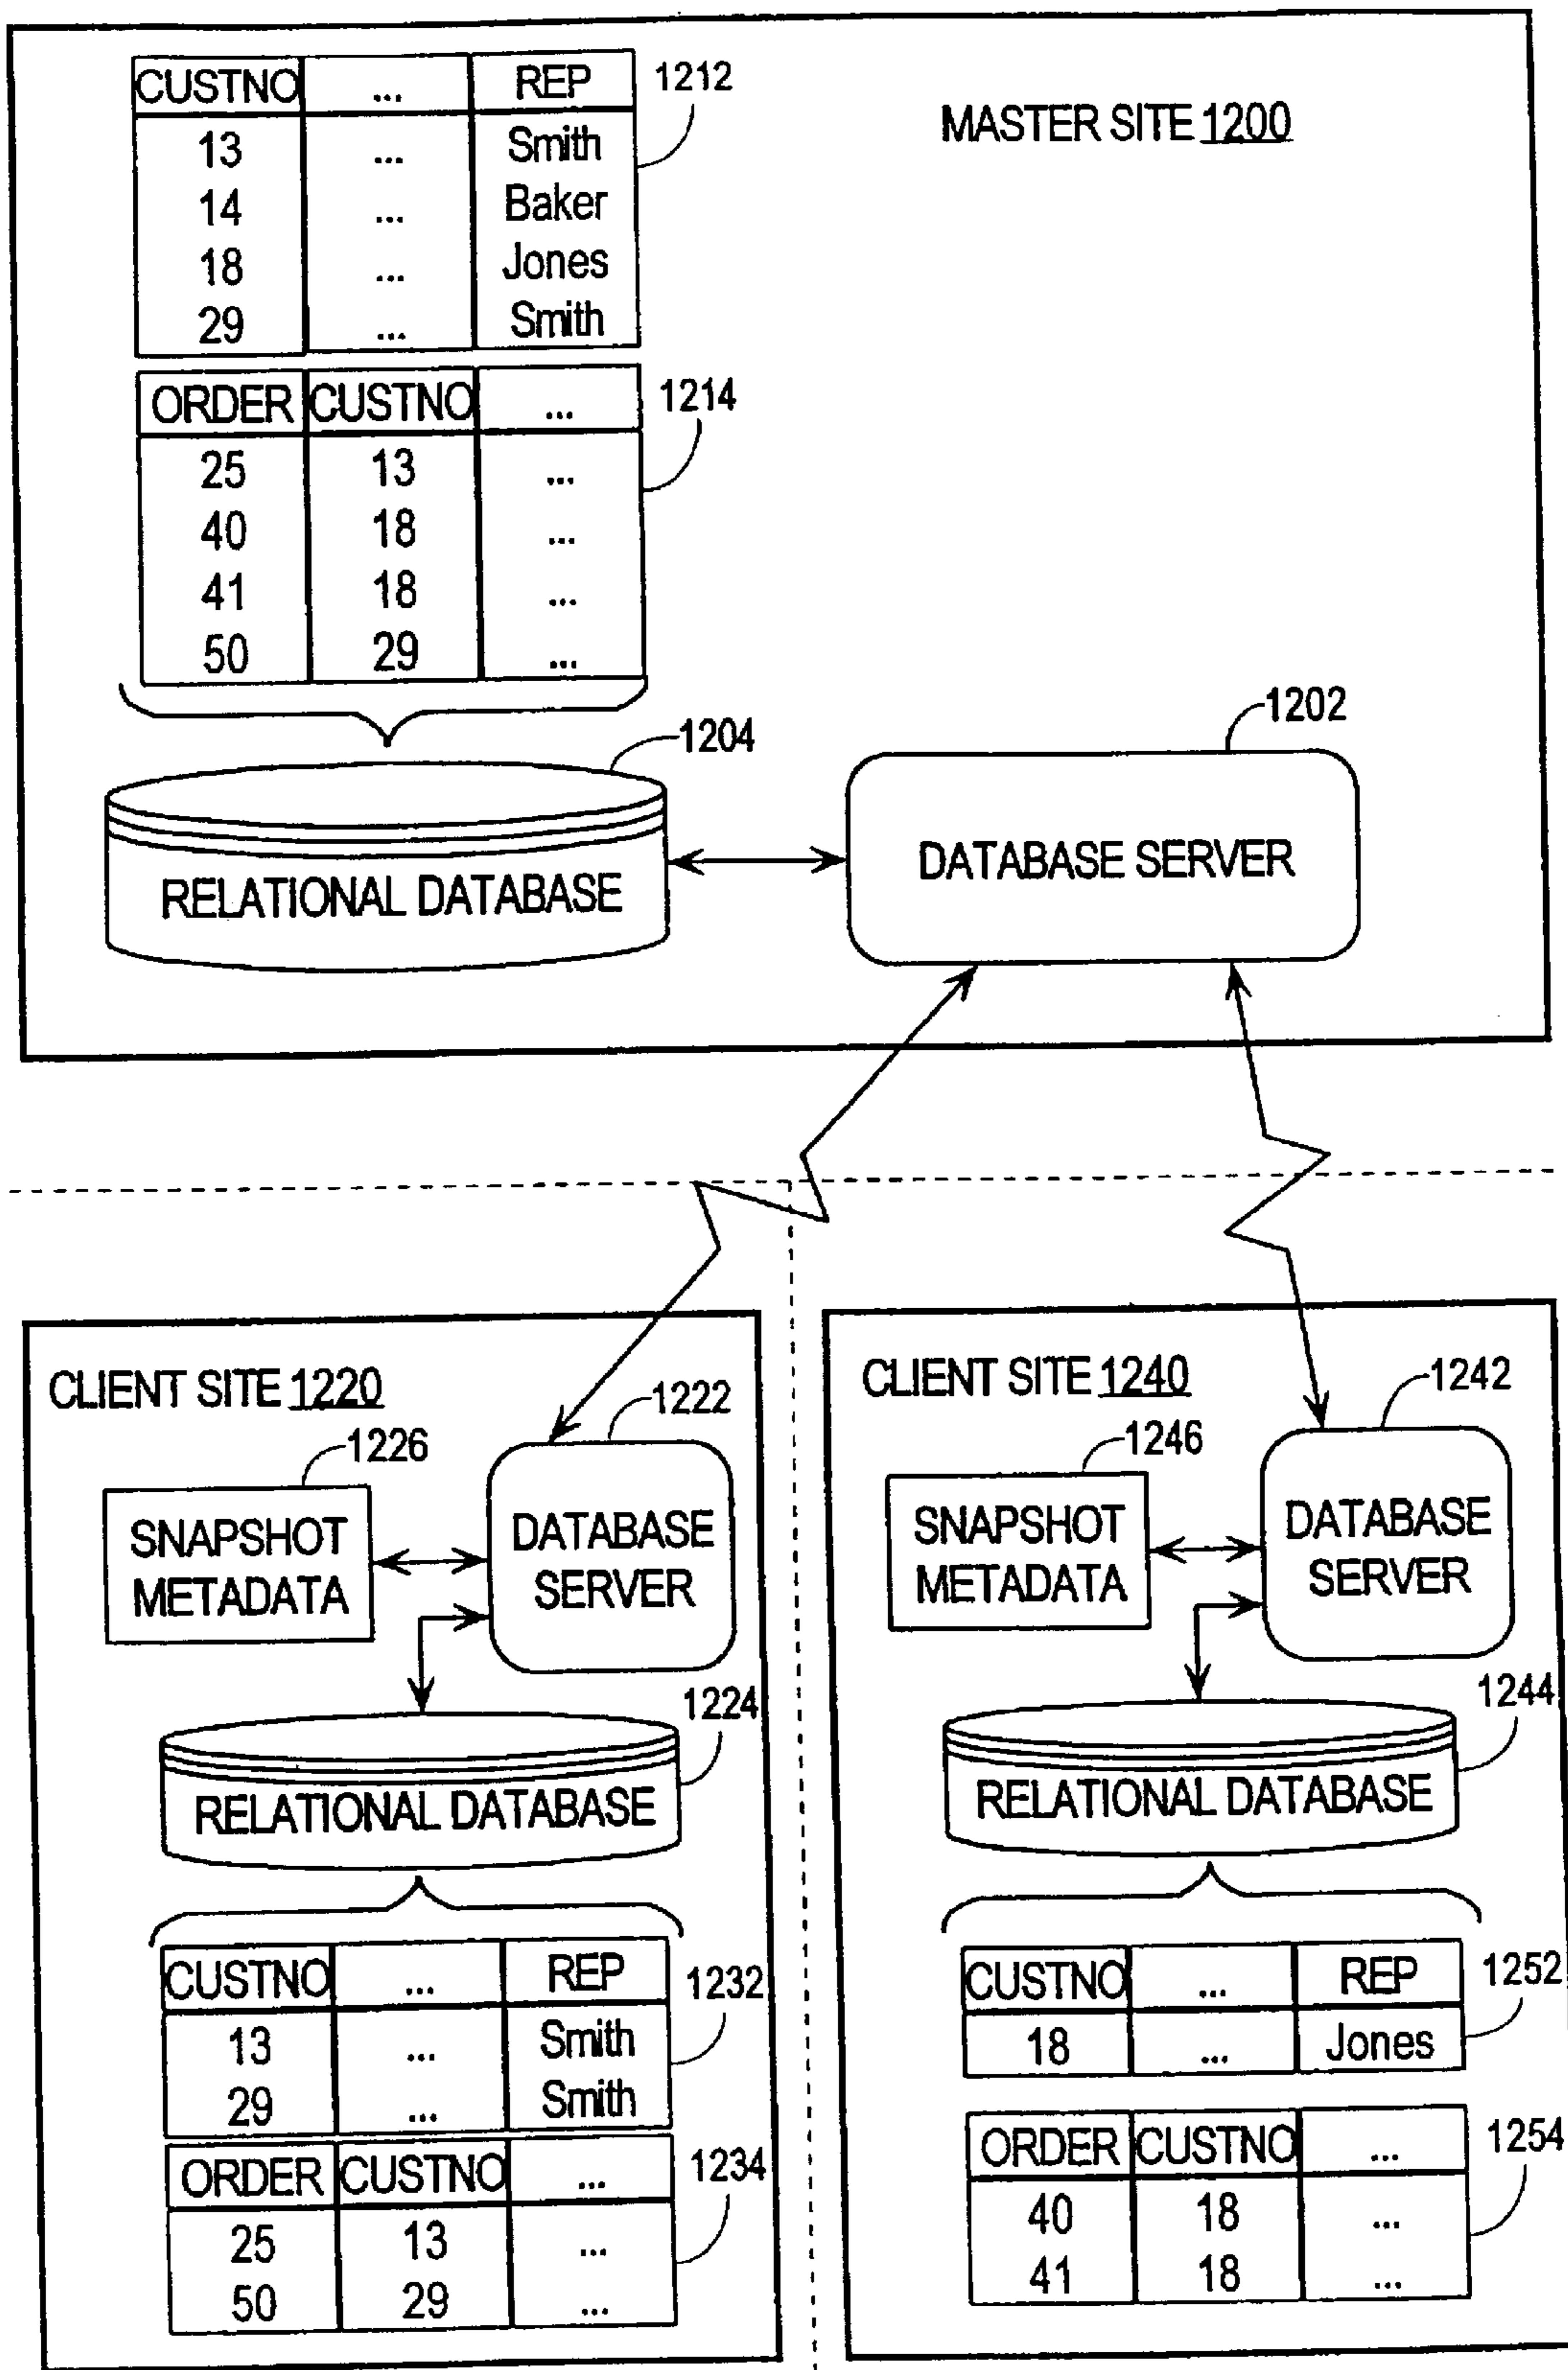 CUSTNO ... REP 1212
MASTER SITE 1200
13 ... Smith
14 ... Baker
18 ... Jones
29 ... Smith
ORDER CUSTNO ... 1214
25 13 ...
40 18 ...
41 18 ...
50 29 ...
1202
1204
DATABASE SERVER
RELATIONAL DATABASE
CLIENT SITE 1220
1222
1226
SNAPSHOT
METADATA
DATABASE
SERVER
1224
RELATIONAL DATABASE
CUSTNO ... REP 1232
13 ... Smith
29 ... Smith
ORDER CUSTNO ... 1234
25 13 ...
50 29 ...
CLIENT SITE 1240
1242
1246
SNAPSHOT
METADATA
DATABASE
SERVER
1244
RELATIONAL DATABASE
CUSTNO ... REP 1252
18 ... Jones
ORDER CUSTNO ... 1254
40 18 ...
41 18 ...